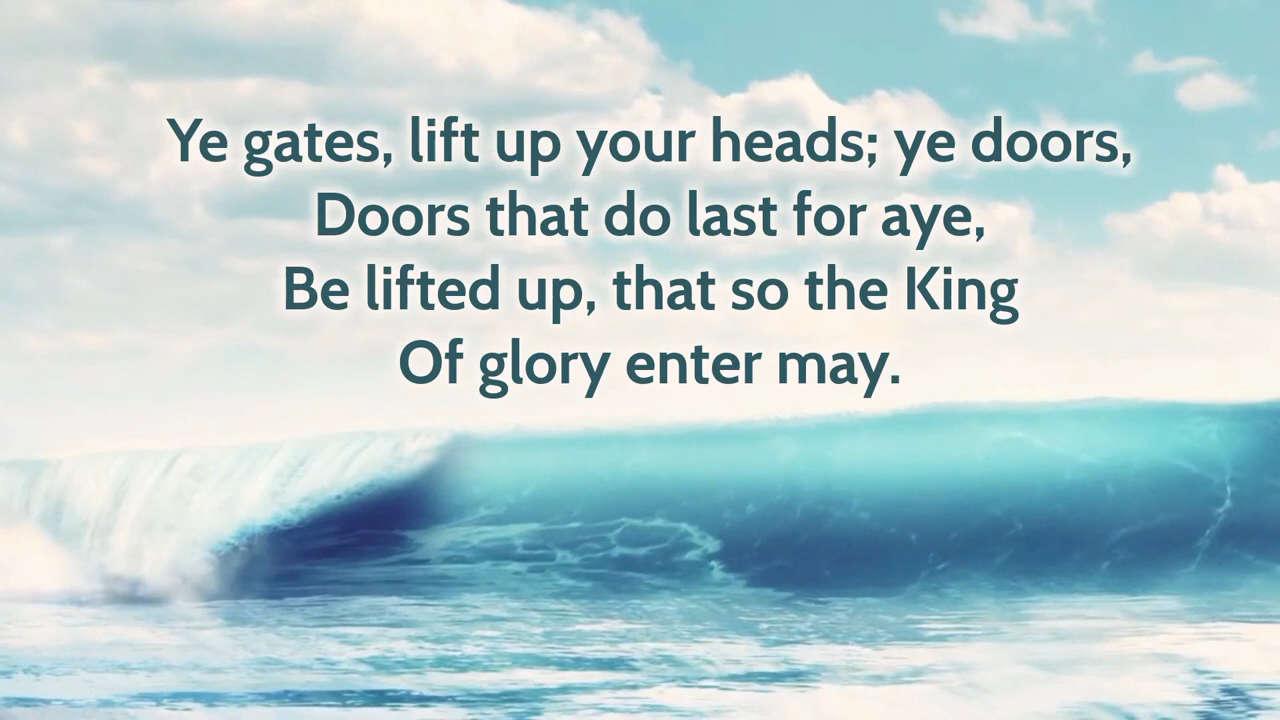 Ye gates, lift up your heads; ye doors,
Doors that do last for aye,
Be lifted up, that so the King
Of glory enter may.